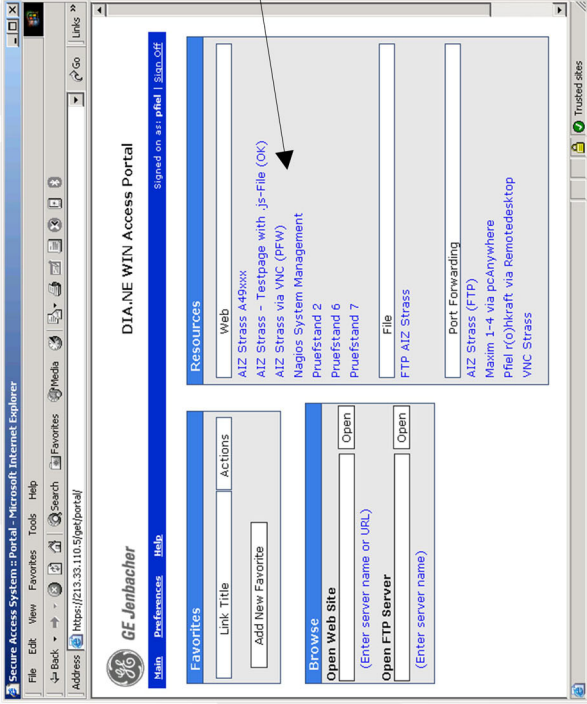 Secure Access System :: Portal - Microsoft Internet Explorer
File Edit View Favorites Tools Help
Back Search Favorites Media
Address https://213.33.110.5/get/portal/ Go Links »
GE Jenbacher
DIA.NE WIN Access Portal
Main Preferences Help
Signed on as: pfiel | Sign Off
Favorites
Link Title Actions
Add New Favorite
Browse
Open Web Site
Open
(Enter server name or URL)
Open FTP Server
Open
(Enter server name)
Resources
Web
AIZ Strass A49xxx
AIZ Strass - Testpage with .js-File (OK)
AIZ Strass via VNC (PFW)
Nagios System Management
Pruefstand 2
Pruefstand 6
Pruefstand 7
File
FTP AIZ Strass
Port Forwarding
AIZ Strass (FTP)
Maxim 1-4 via pcAnywhere
Pfiel r(o)hkraft via Remotedesktop
VNC Strass
Trusted sites